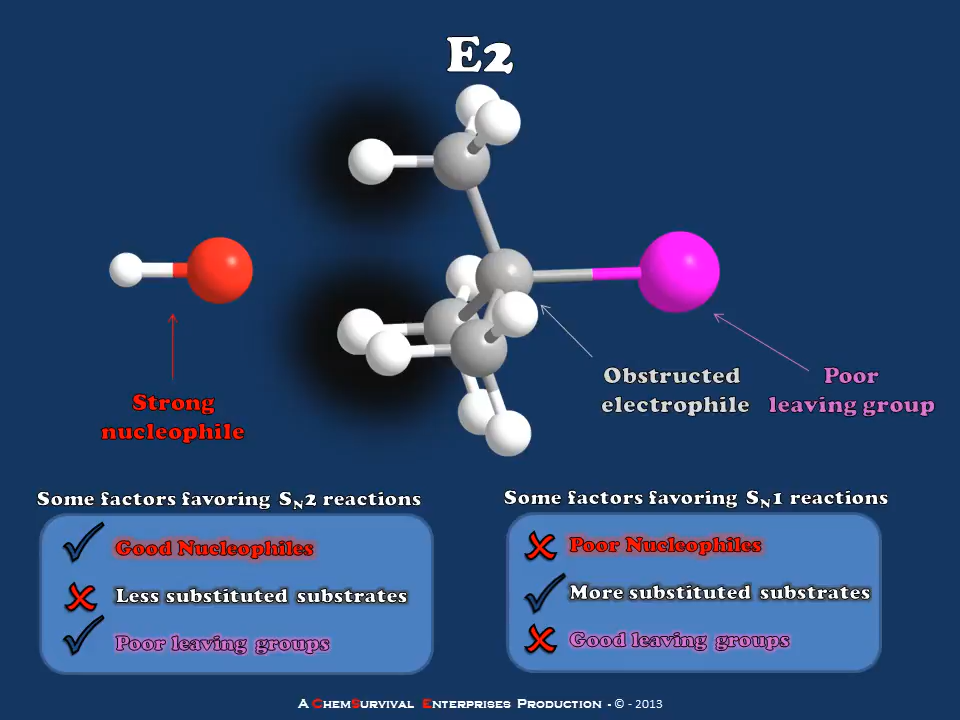 E2
Strong
nucleophile
Obstructed
electrophile
Poor
leaving group
Some factors favoring SN2 reactions
Good Nucleophiles
Less substituted substrates
Poor leaving groups
Some factors favoring SN1 reactions
Poor Nucleophiles
More substituted substrates
Good leaving groups
A ChemSurvival Enterprises Production - © - 2013